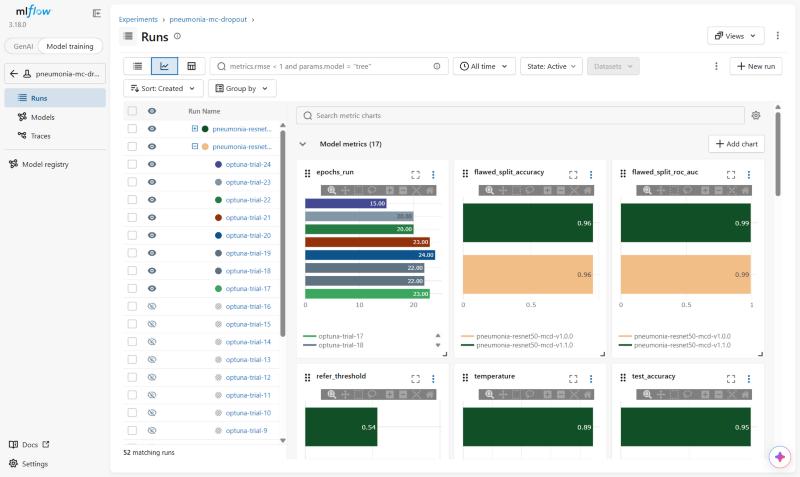 mlflow
3.18.0
GenAI
Model training
pneumonia-mc-dr...
Runs
Models
Traces
Model registry
Docs
Settings
Experiments > pneumonia-mc-dropout >
Runs
Views
metrics.rmse < 1 and params.model = "tree"
All time
State: Active
Datasets
New run
Sort: Created
Group by
Run Name
pneumonia-resnet...
pneumonia-resnet...
optuna-trial-24
optuna-trial-23
optuna-trial-22
optuna-trial-21
optuna-trial-20
optuna-trial-19
optuna-trial-18
optuna-trial-17
optuna-trial-16
optuna-trial-15
optuna-trial-14
optuna-trial-13
optuna-trial-12
optuna-trial-11
optuna-trial-10
optuna-trial-9
52 matching runs
Search metric charts
Model metrics (17)
Add chart
epochs_run
15.00
20.00
20.00
23.00
24.00
22.00
22.00
23.00
0 10 20
optuna-trial-17
optuna-trial-18
flawed_split_accuracy
0.96
0.96
0 0.5
pneumonia-resnet50-mcd-v1.0.0
pneumonia-resnet50-mcd-v1.1.0
flawed_split_roc_auc
0.99
0.99
0 0.5 1
pneumonia-resnet50-mcd-v1.0.0
pneumonia-resnet50-mcd-v1.1.0
refer_threshold
0.54
temperature
0.89
test_accuracy
0.95